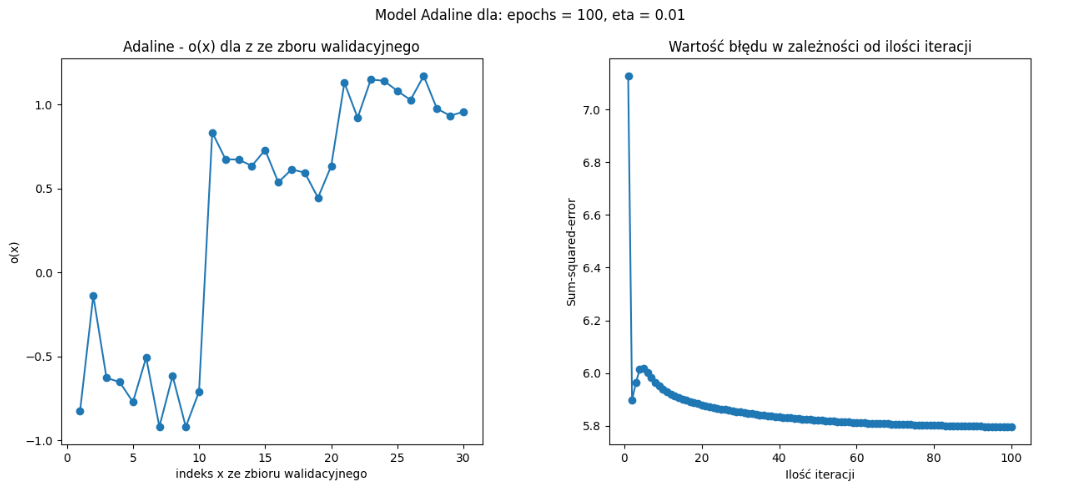 Model Adaline dla: epochs = 100, eta = 0.01
Adaline - o(x) dla z ze zboru walidacyjnego
o(x)
1.0
0.5
0.0
−0.5
−1.0
0 5 10 15 20 25 30
indeks x ze zbioru walidacyjnego
Wartość błędu w zależności od ilości iteracji
Sum-squared-error
7.0
6.8
6.6
6.4
6.2
6.0
5.8
0 20 40 60 80 100
Ilość iteracji